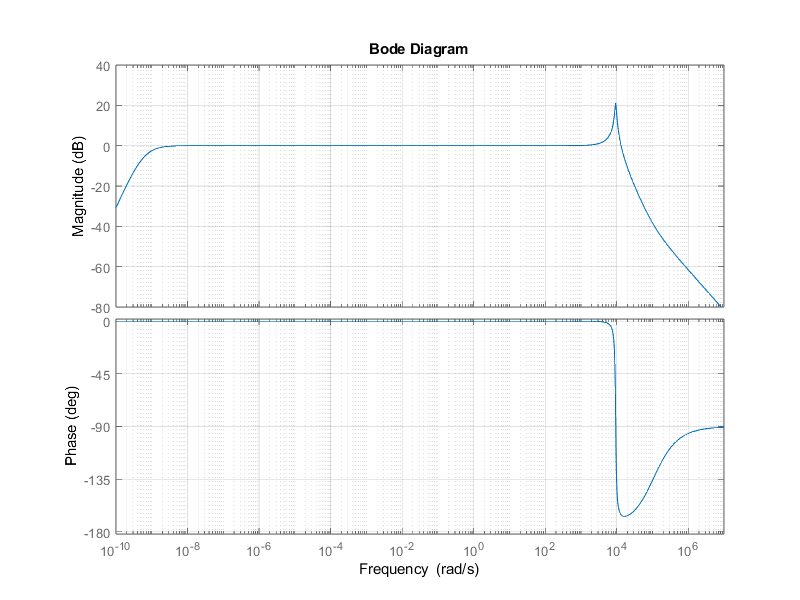 Bode Diagram
Magnitude (dB)
40
20
0
-20
-40
-60
-80
Phase (deg)
0
-45
-90
-135
-180
10^-10 10^-8 10^-6 10^-4 10^-2 10^0 10^2 10^4 10^6
Frequency (rad/s)